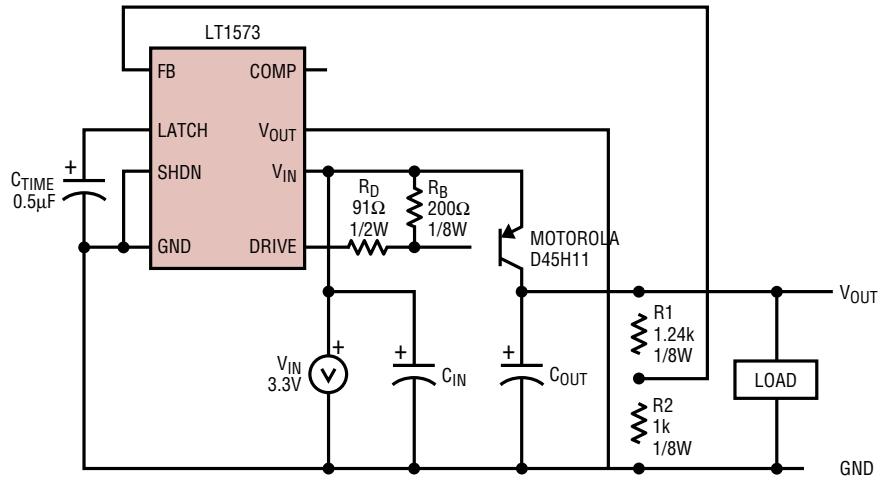 LT1573
FB
COMP
LATCH
VOUT
SHDN
VIN
GND
DRIVE
+
CTIME
0.5µF
RD
91Ω
1/2W
RB
200Ω
1/8W
MOTOROLA
D45H11
VOUT
+
VIN
3.3V
V
+
CIN
+
COUT
R1
1.24k
1/8W
R2
1k
1/8W
LOAD
GND